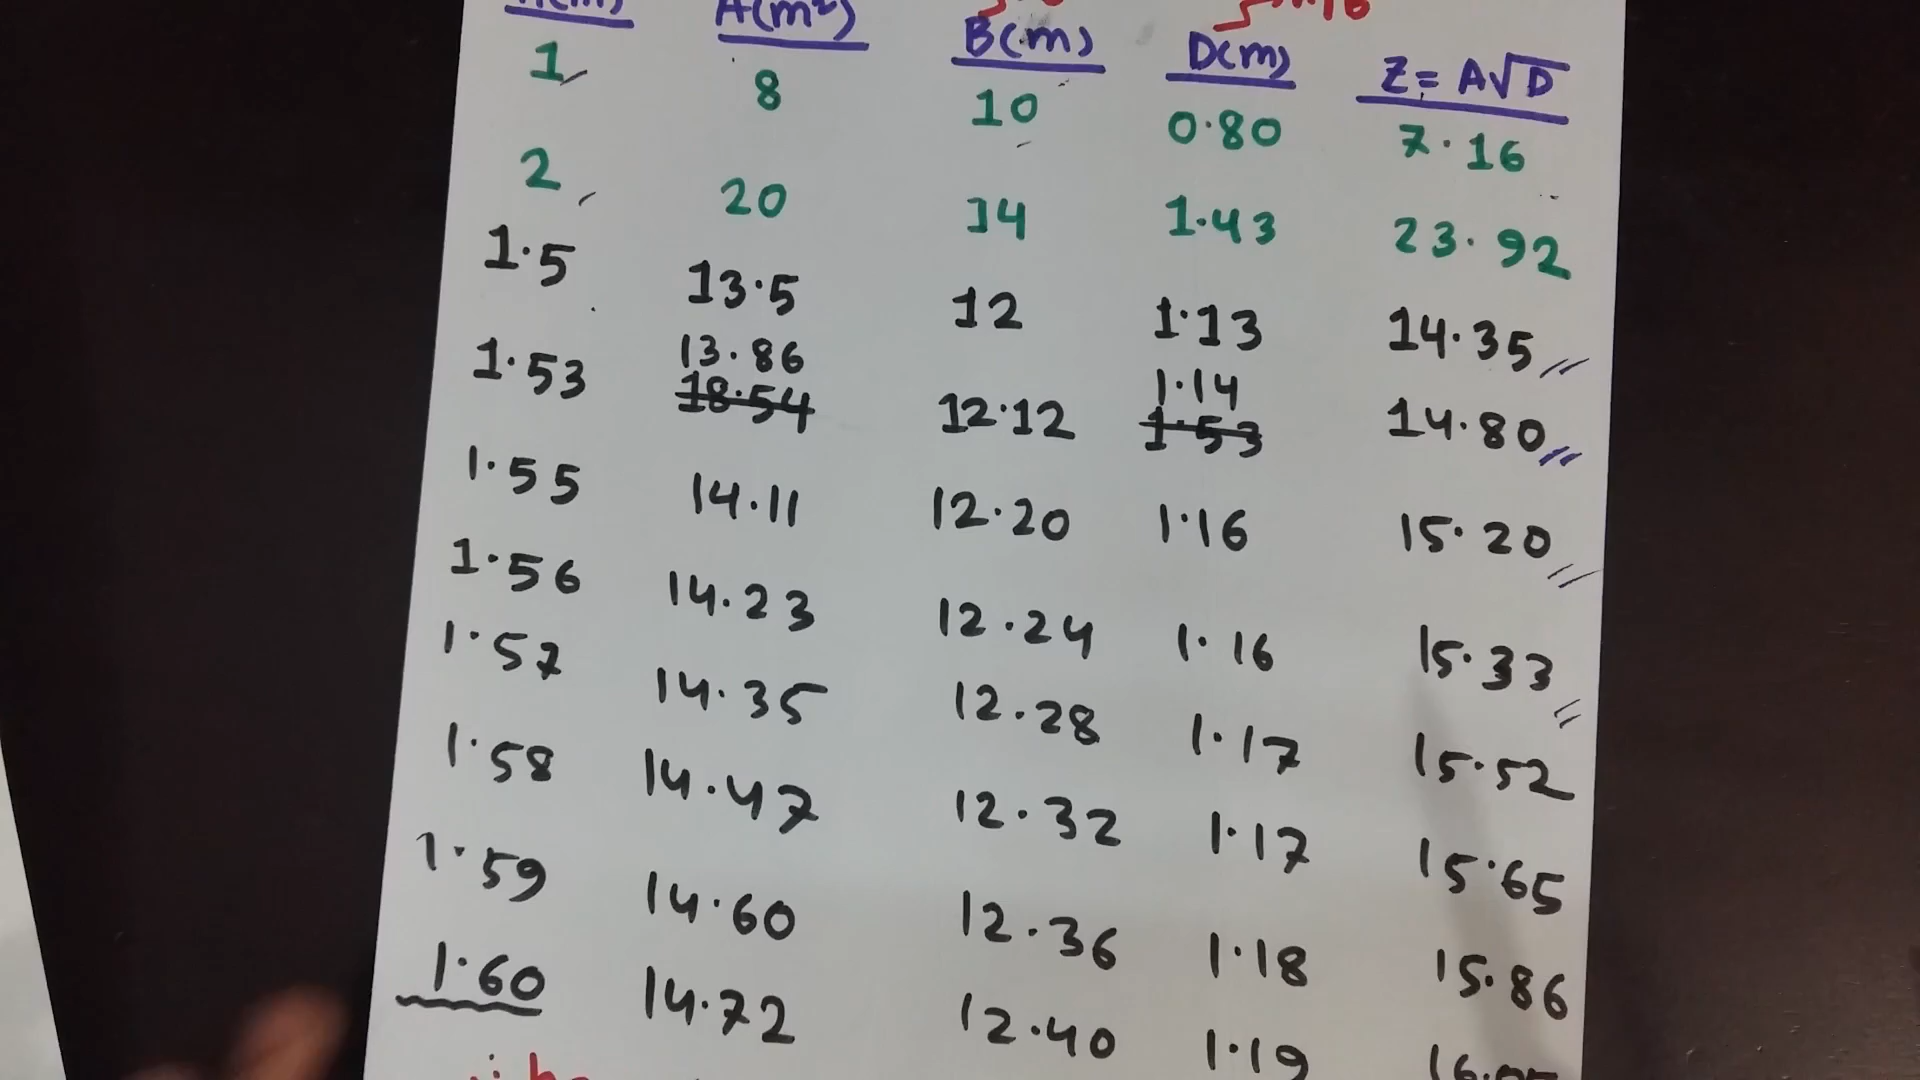 A(m²) B(m) D(m) Z = A√D
1 8 10 0.80 7.16
2 20 14 1.43 23.92
1.5 13.5 12 1.13 14.35
13.86 1.14
1.53 18.54 12.12 1.53 14.80
1.55 14.11 12.20 1.16 15.20
1.56 14.23 12.24 1.16 15.33
1.57 14.35 12.28 1.17 15.52
1.58 14.47 12.32 1.17 15.65
1.59 14.60 12.36 1.18 15.86
1.60 14.72 12.40 1.19